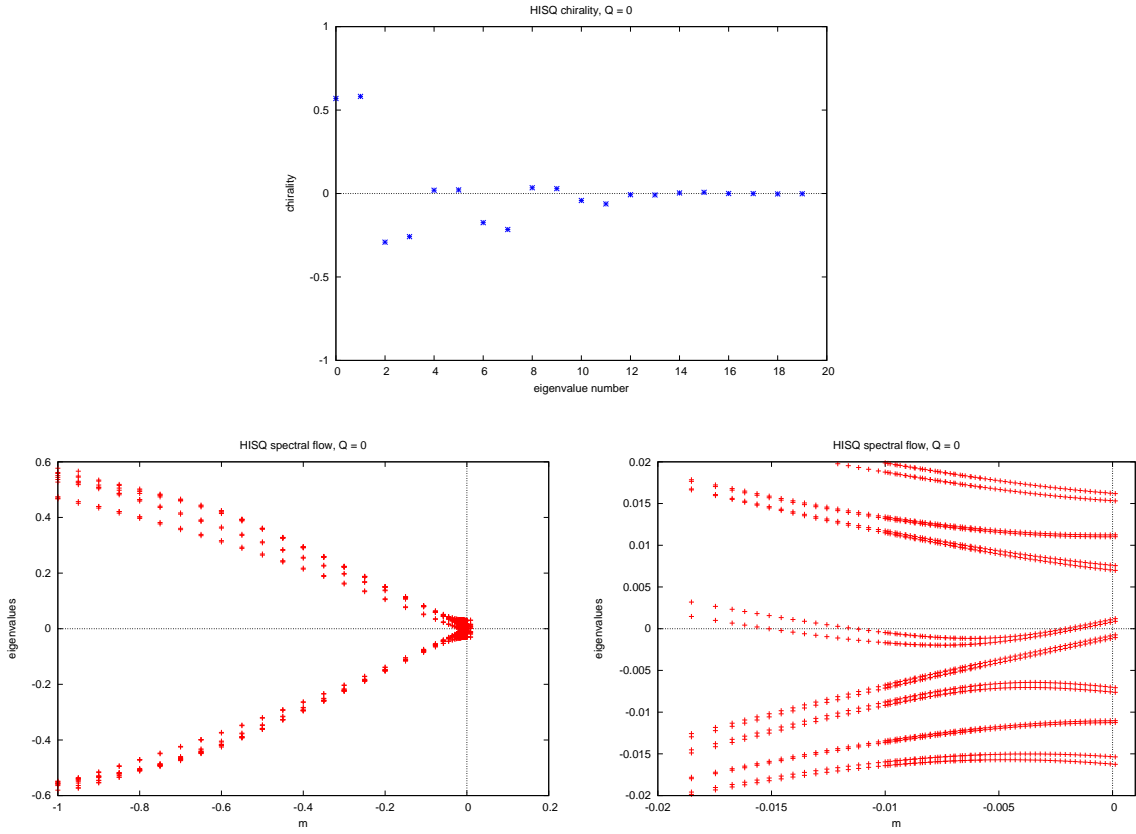 HISQ chirality, Q = 0
1
0.5
0
-0.5
-1
chirality
0 2 4 6 8 10 12 14 16 18 20
eigenvalue number
HISQ spectral flow, Q = 0
0.6
0.4
0.2
0
-0.2
-0.4
-0.6
eigenvalues
-1 -0.8 -0.6 -0.4 -0.2 0 0.2
m
HISQ spectral flow, Q = 0
0.02
0.015
0.01
0.005
0
-0.005
-0.01
-0.015
-0.02
eigenvalues
-0.02 -0.015 -0.01 -0.005 0
m